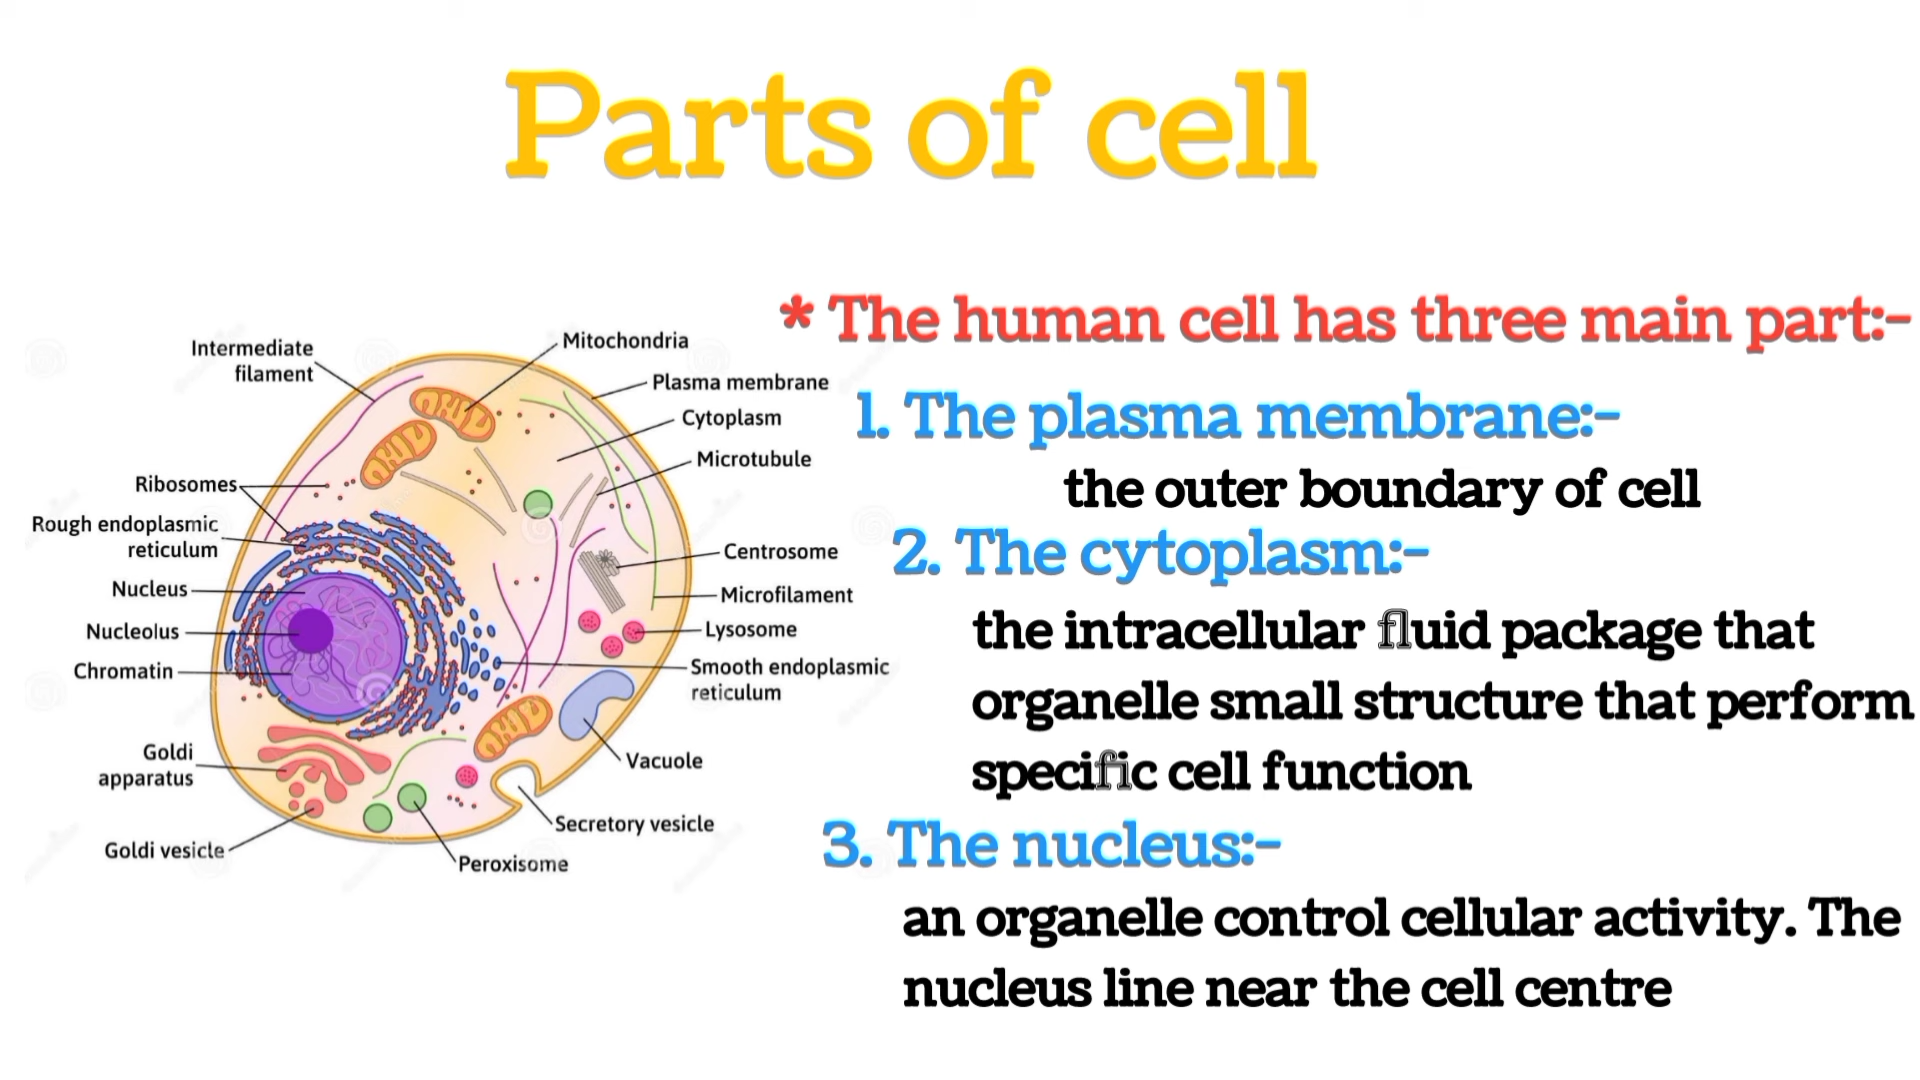 Parts of cell
* The human cell has three main part:-
1. The plasma membrane:-
the outer boundary of cell
2. The cytoplasm:-
the intracellular fluid package that
organelle small structure that perform
specific cell function
3. The nucleus:-
an organelle control cellular activity. The
nucleus line near the cell centre
Intermediate
filament
Ribosomes
Rough endoplasmic
reticulum
Nucleus
Nucleolus
Chromatin
Goldi
apparatus
Goldi vesicle
Mitochondria
Plasma membrane
Cytoplasm
Microtubule
Centrosome
Microfilament
Lysosome
Smooth endoplasmic
reticulum
Vacuole
Secretory vesicle
Peroxisome